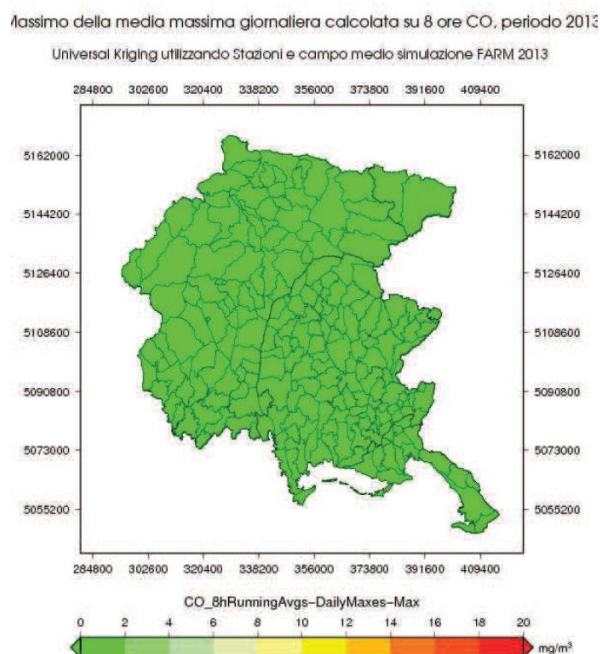 Massimo della media massima giornaliera calcolata su 8 ore CO, periodo 2013
Universal Kriging utilizzando Stazioni e campo medio simulazione FARM 2013
284800 302600 320400 338200 356000 373800 391600 409400
5162000 5162000
5144200 5144200
5126400 5126400
5108600 5108600
5090800 5090800
5073000 5073000
5055200 5055200
284800 302600 320400 338200 356000 373800 391600 409400
CO_8hRunningAvgs-DailyMaxes-Max
0 2 4 6 8 10 12 14 16 18 20
mg/m³